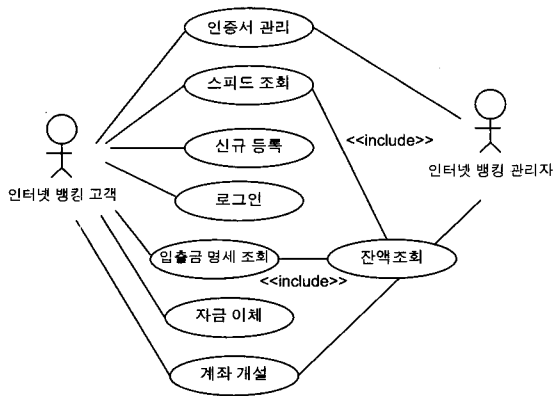 인증서 관리
스피드 조회
<<include>>
신규 등록
인터넷 뱅킹 관리자
인터넷 뱅킹 고객
로그인
입출금 명세 조회
잔액조회
<<include>>
자금 이체
계좌 개설